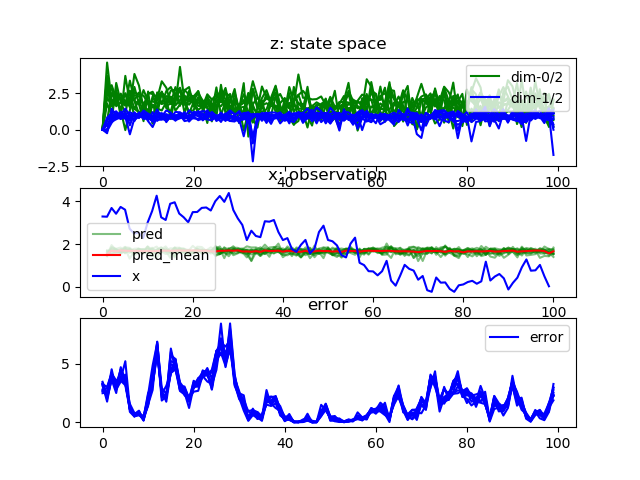 z: state space
2.5
0.0
−2.5
dim-0/2
dim-1/2
0 20 40 60 80 100
x: observation
4
2
0
pred
pred_mean
x
0 20 40 60 80 100
error
5
0
error
0 20 40 60 80 100